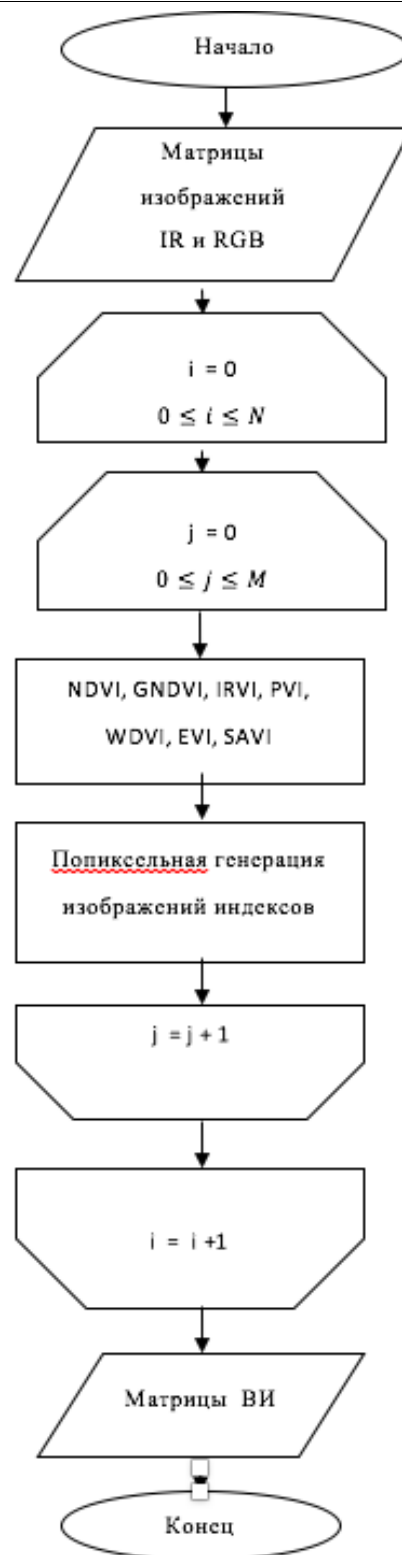 Начало
Матрицы
изображений
IR и RGB
i = 0
0 ≤ i ≤ N
j = 0
0 ≤ j ≤ M
NDVI, GNDVI, IRVI, PVI,
WDVI, EVI, SAVI
Попиксельная генерация
изображений индексов
j = j + 1
i = i +1
Матрицы ВИ
Конец